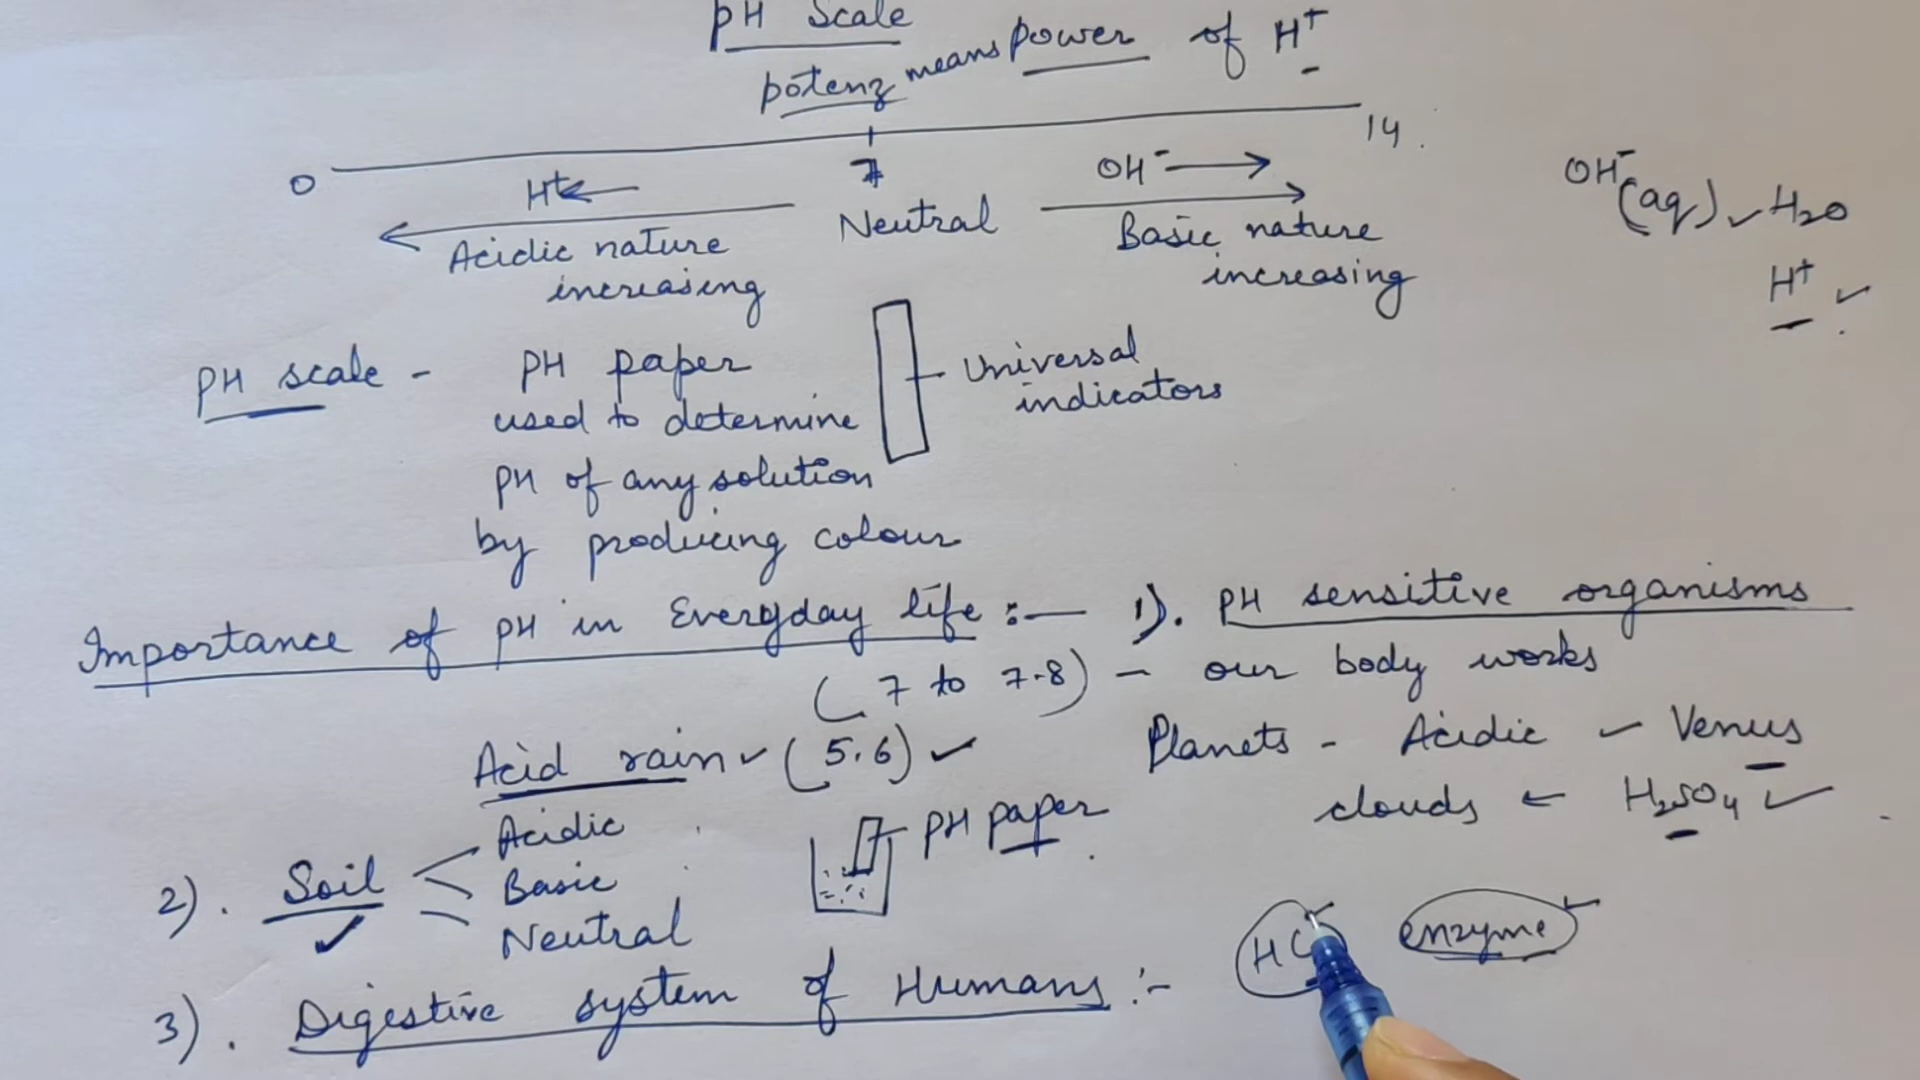 pH Scale
potenz means power of H⁺
0 7 14.
H⁺ ← OH⁻ →
Acidic nature increasing
Neutral
Basic nature increasing
OH⁻ (aq) ✓ H₂O
H⁺ ✓
PH scale - PH paper
used to determine
PH of any solution
by producing colour
Universal
indicators
Importance of pH in Everyday life :— 1). PH sensitive organisms
(7 to 7.8) — our body works
Acid rain ✓ (5.6) ✓
Planets - Acidic - Venus
clouds ← H₂SO₄ ✓
PH paper
2). Soil ✓
Acidic
Basic
Neutral
3). Digestive system of Humans :- HC enzyme ✓